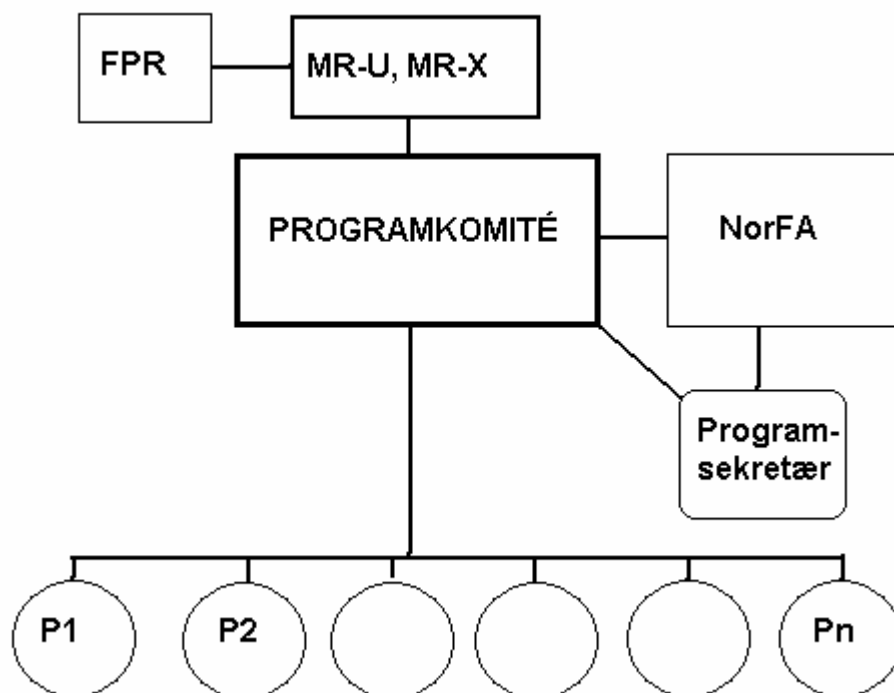 FPR
MR-U, MR-X
PROGRAMKOMITÉ
NorFA
Program-
sekretær
P1
P2
Pn